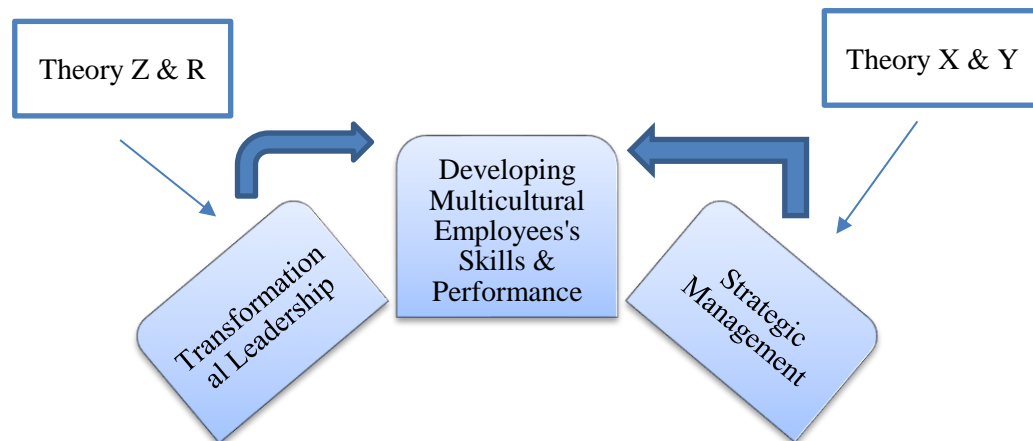 Theory Z & R
Theory X & Y
Developing
Multicultural
Employees's
Skills &
Performance
Transformation
al Leadership
Strategic
Management